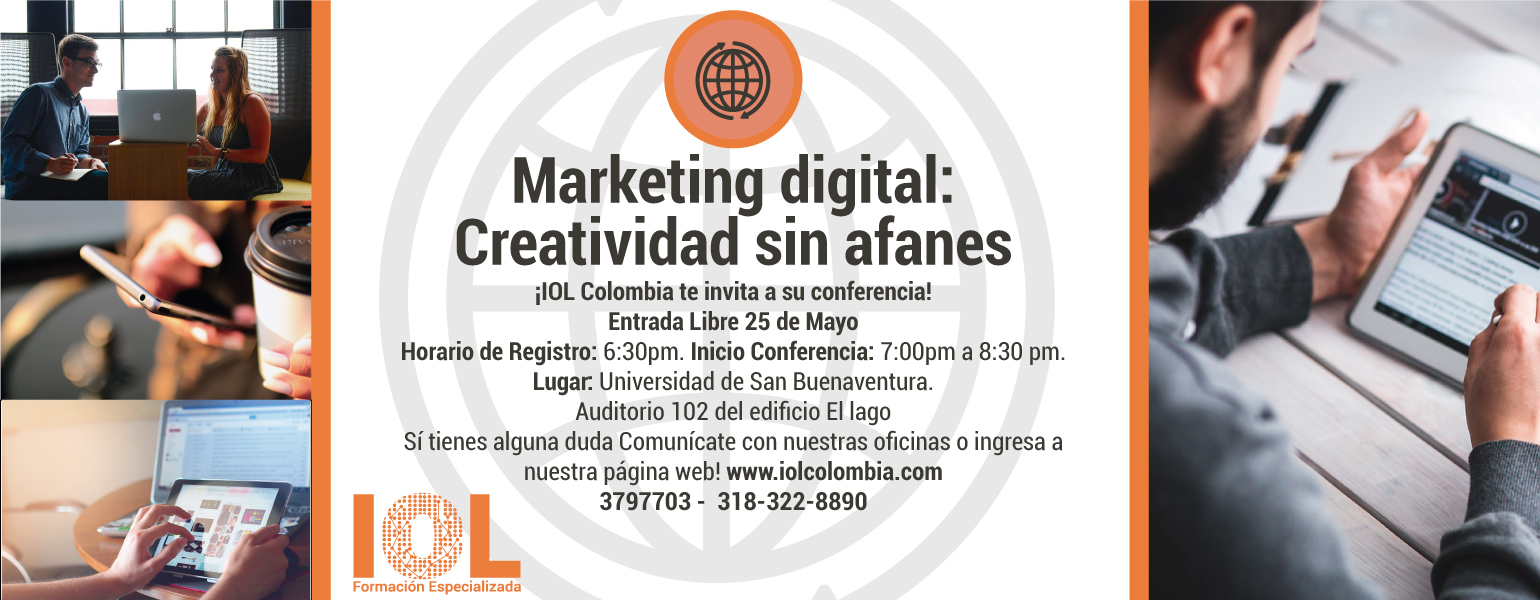 Marketing digital:
Creatividad sin afanes
¡IOL Colombia te invita a su conferencia!
Entrada Libre 25 de Mayo
Horario de Registro: 6:30pm. Inicio Conferencia: 7:00pm a 8:30 pm.
Lugar: Universidad de San Buenaventura.
Auditorio 102 del edificio El lago
Sí tienes alguna duda Comunícate con nuestras oficinas o ingresa a
nuestra página web! www.iolcolombia.com
3797703 - 318-322-8890
IOL
Formación Especializada